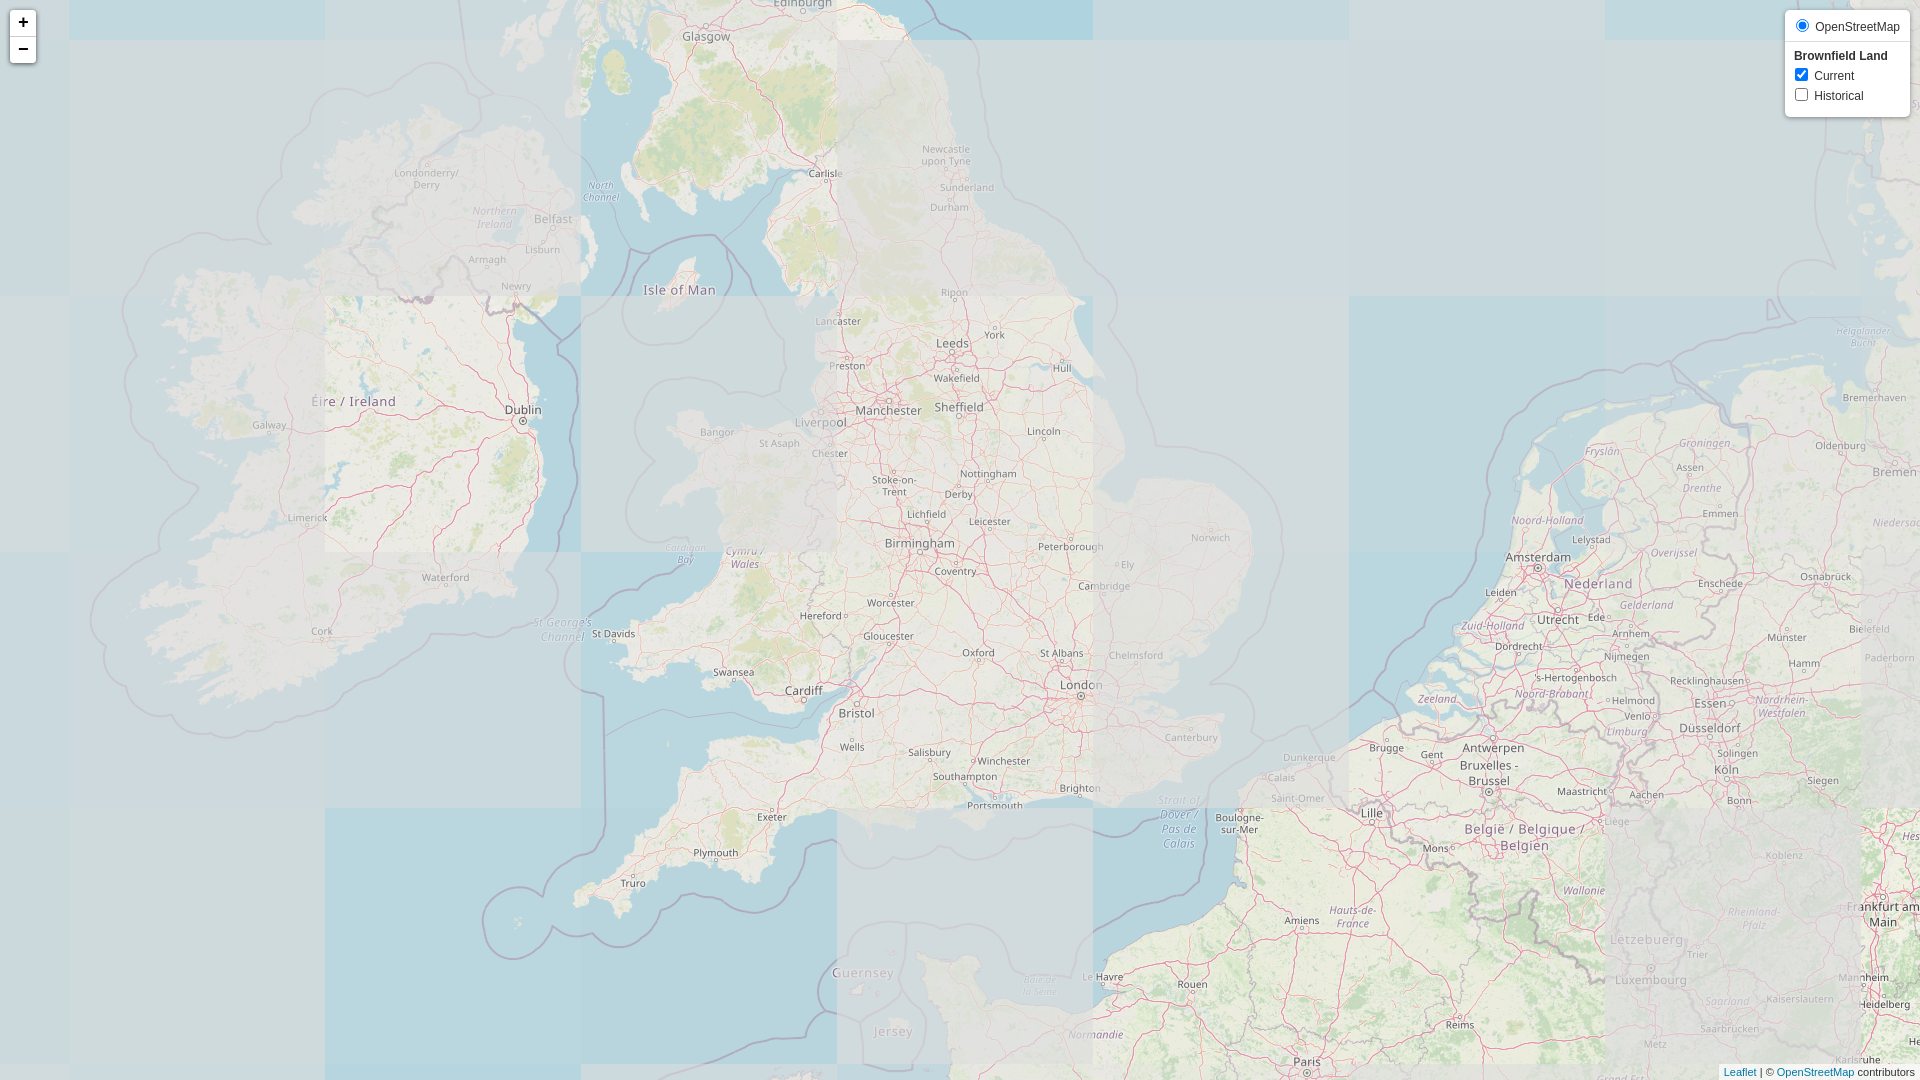 +
−
OpenStreetMap
Brownfield Land
Current
Historical
Edinburgh
Glasgow
Newcastle
upon Tyne
Londonderry/
Derry
Carlisle
North
Channel
Sunderland
Durham
Northern
Ireland
Belfast
Lisburn
Armagh
Newry
Isle of Man
Ripon
Lancaster
York
Leeds
Preston
Hull
Wakefield
Éire / Ireland
Dublin
Manchester
Sheffield
Liverpool
Galway
Bangor
St Asaph
Lincoln
Chester
Stoke-on-
Trent
Nottingham
Derby
Limerick
Lichfield
Leicester
Norwich
Birmingham
Peterborough
Cardigan
Bay
Cymru /
Wales
Coventry
Ely
Cambridge
Waterford
Worcester
Hereford
St George's
Channel
St Davids
Cork
Gloucester
Oxford
St Albans
Chelmsford
Swansea
London
Cardiff
Bristol
Wells
Salisbury
Winchester
Canterbury
Southampton
Brighton
Portsmouth
Exeter
Plymouth
Truro
Strait of
Dover /
Pas de
Calais
Guernsey
Jersey
Baie de
la Seine
Helgoländer
Bucht
Bremerhaven
Groningen
Oldenburg
Fryslân
Assen
Bremen
Drenthe
Emmen
Noord-Holland
Lelystad
Overijssel
Amsterdam
Nederland
Enschede
Osnabrück
Leiden
Gelderland
Utrecht
Ede
Zuid-Holland
Arnhem
Münster
Bielefeld
Dordrecht
Nijmegen
Paderborn
Hamm
's-Hertogenbosch
Recklinghausen
Noord-Brabant
Zeeland
Helmond
Essen
Nordrhein-
Westfalen
Venlo
Limburg
Düsseldorf
Brugge
Antwerpen
Gent
Solingen
Dunkerque
Calais
Bruxelles -
Brussel
Köln
Siegen
Maastricht
Aachen
Saint-Omer
Bonn
Lille
Boulogne-
sur-Mer
Liège
België / Belgique /
Belgien
Mons
Koblenz
Wallonie
Frankfurt am
Main
Hauts-de-
France
Amiens
Rheinland-
Pfalz
Lëtzebuerg
Trier
Le Havre
Rouen
Luxembourg
Mannheim
Kaiserslautern
Heidelberg
Saarland
Saarbrücken
Normandie
Reims
Metz
Paris
Karlsruhe
Grand Est
Leaflet | © OpenStreetMap contributors